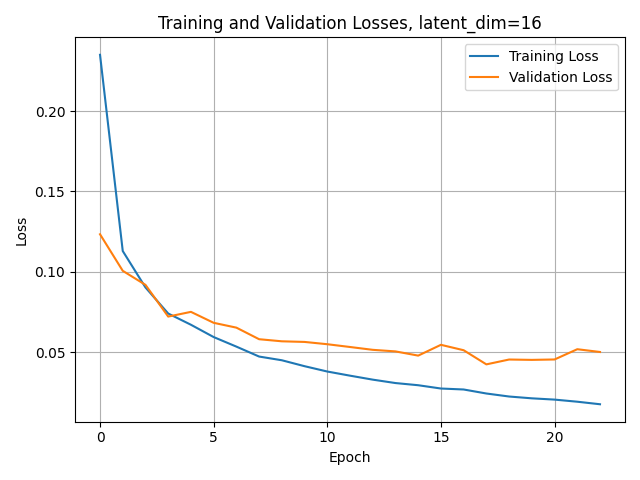 Training and Validation Losses, latent_dim=16
Training Loss
Validation Loss
0.20
0.15
0.10
0.05
Loss
0
5
10
15
20
Epoch